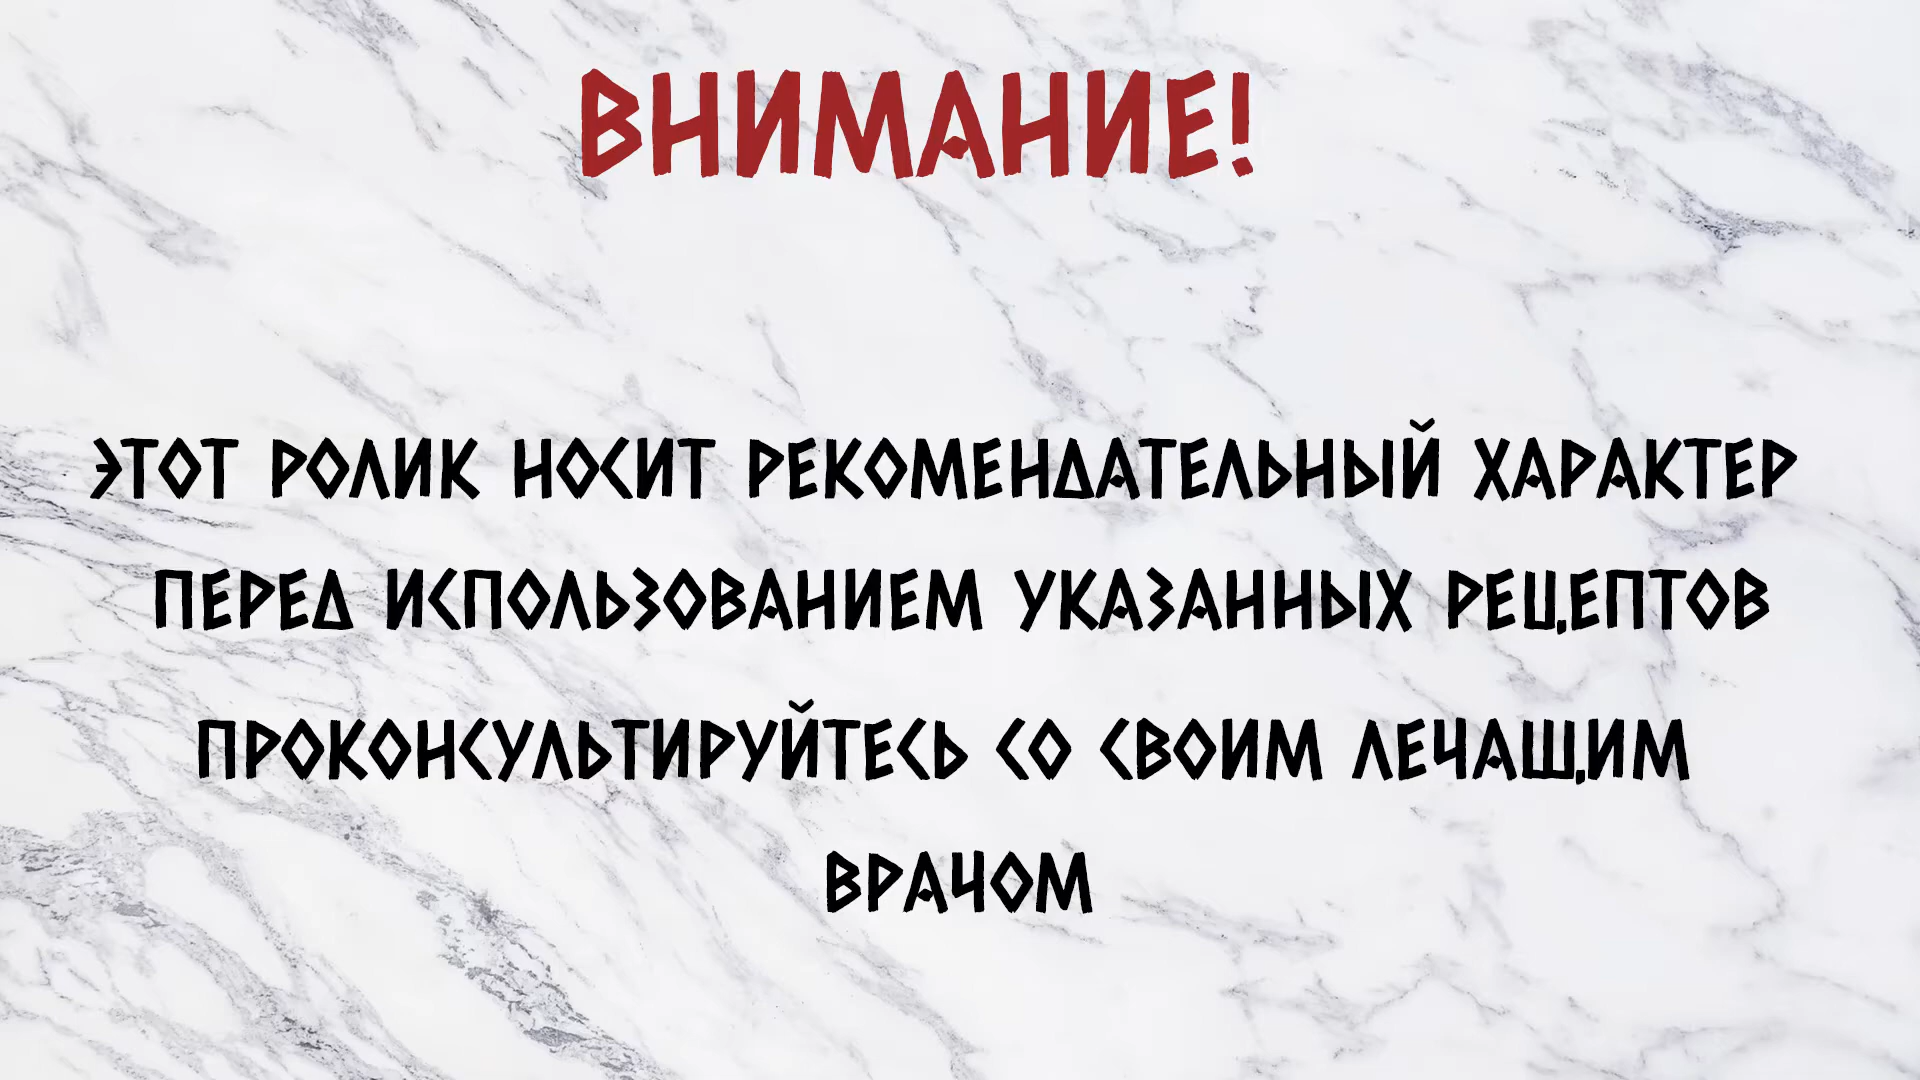 ВНИМАНИЕ!
ЭТОТ РОЛИК НОСИТ РЕКОМЕНДАТЕЛЬНЫЙ ХАРАКТЕР
ПЕРЕД ИСПОЛЬЗОВАНИЕМ УКАЗАННЫХ РЕЦЕПТОВ
ПРОКОНСУЛЬТИРУЙТЕСЬ СО СВОИМ ЛЕЧАЩИМ
ВРАЧОМ